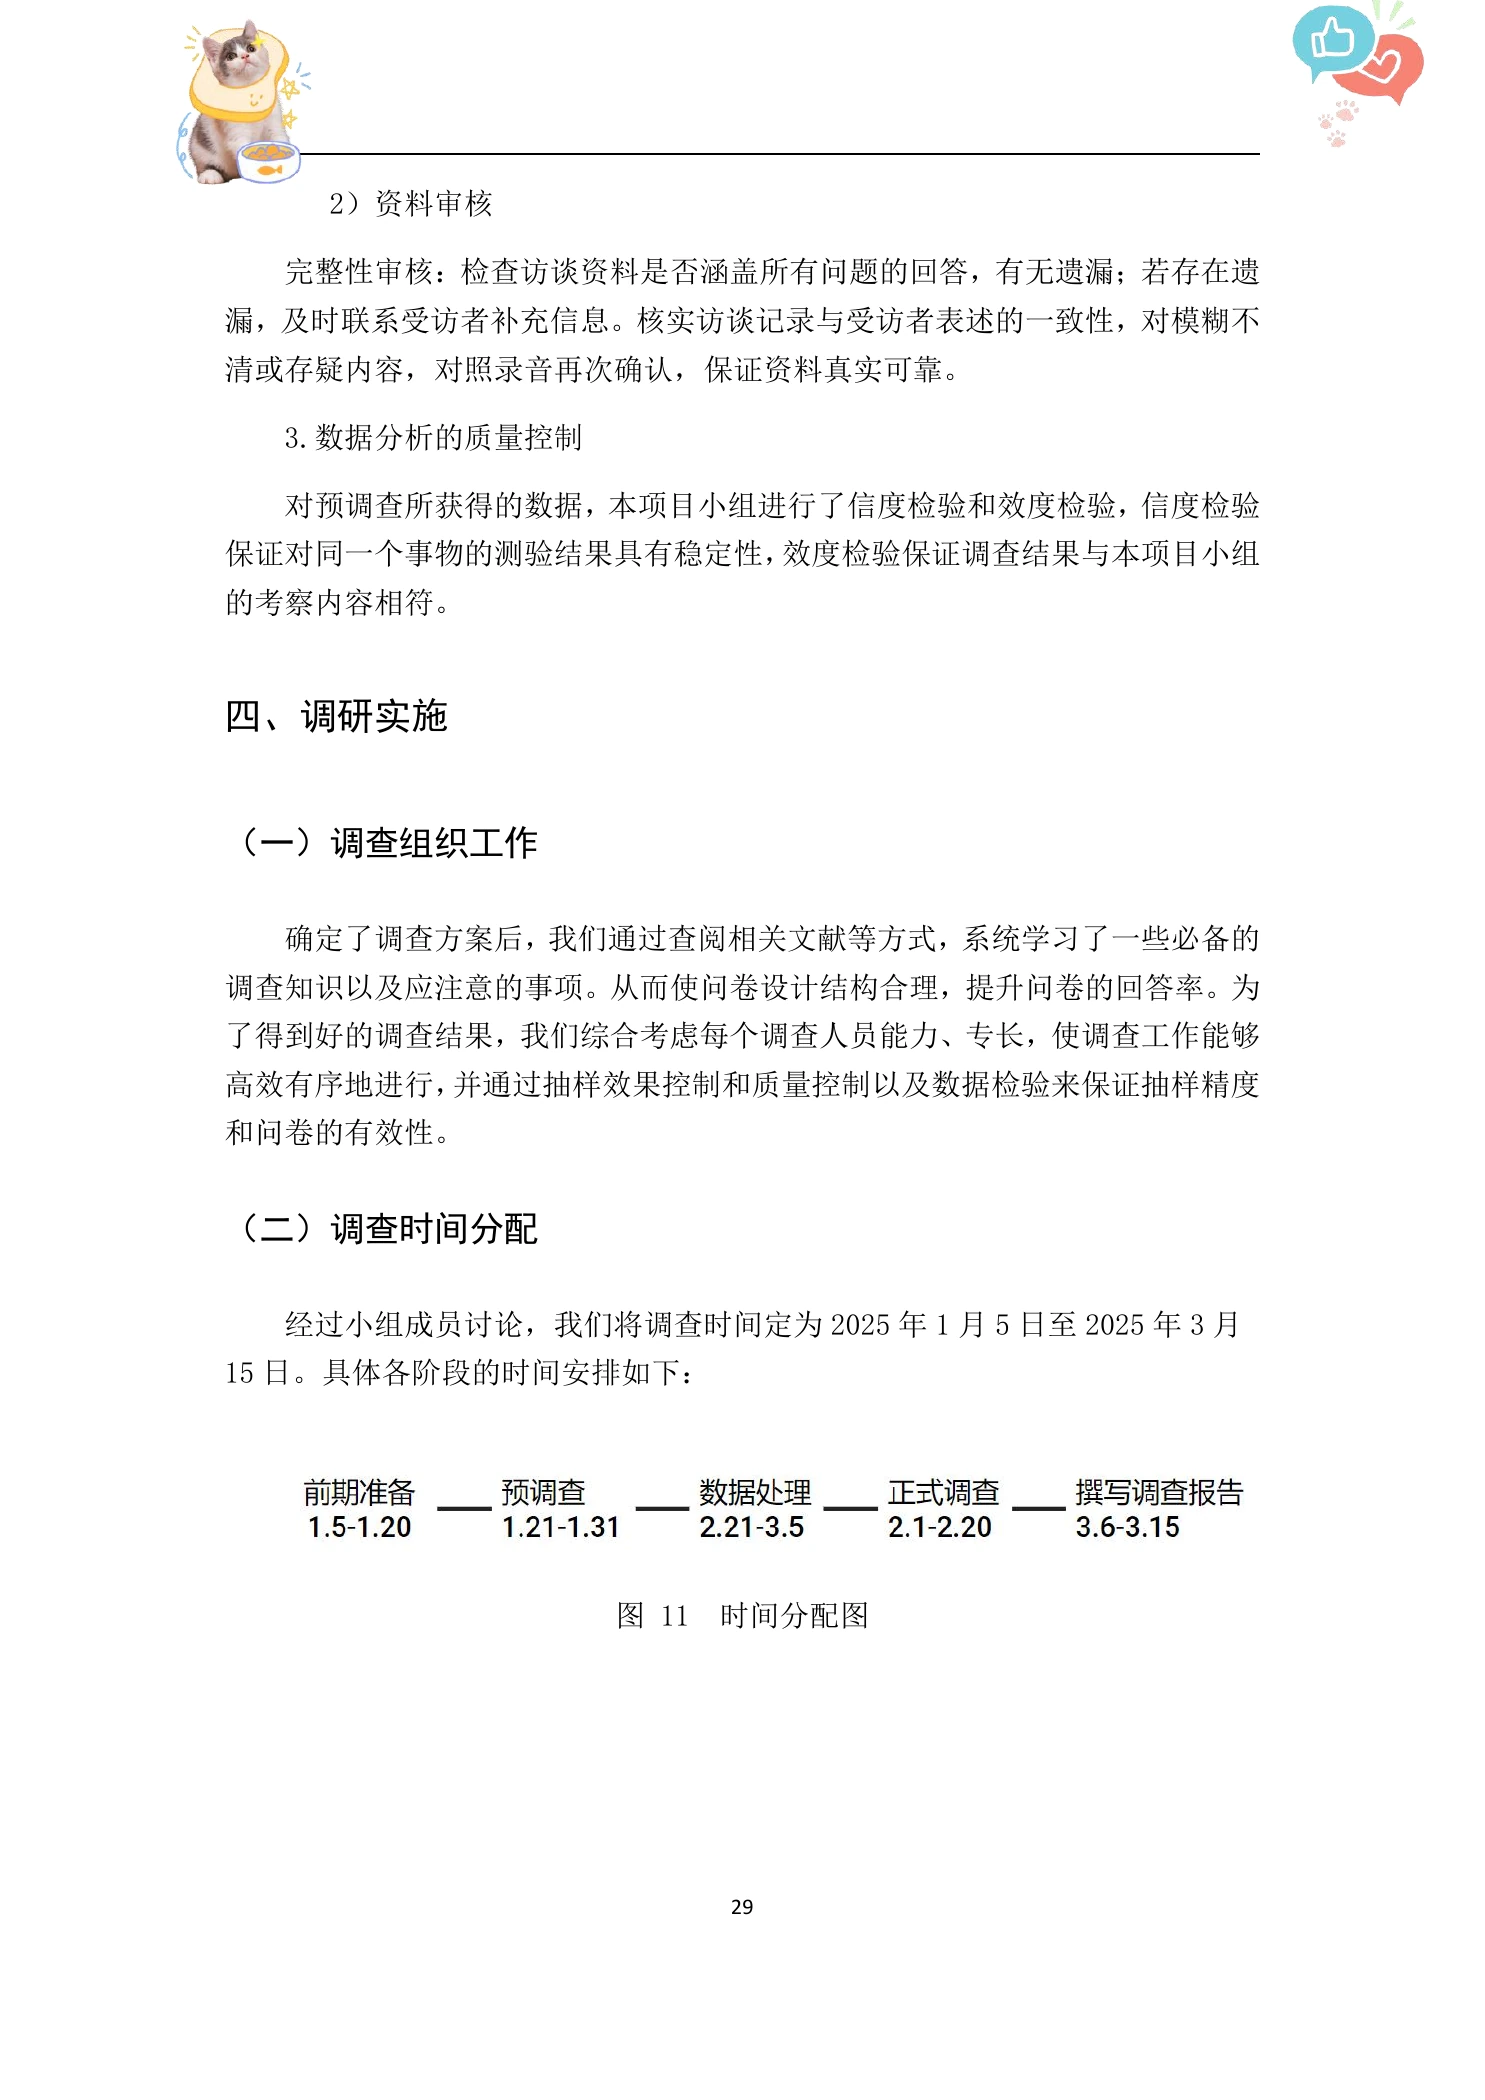 2）资料审核
完整性审核：检查访谈资料是否涵盖所有问题的回答，有无遗漏；若存在遗
漏，及时联系受访者补充信息。核实访谈记录与受访者表述的一致性，对模糊不
清或存疑内容，对照录音再次确认，保证资料真实可靠。
3.数据分析的质量控制
对预调查所获得的数据，本项目小组进行了信度检验和效度检验，信度检验
保证对同一个事物的测验结果具有稳定性，效度检验保证调查结果与本项目小组
的考察内容相符。
四、调研实施
（一）调查组织工作
确定了调查方案后，我们通过查阅相关文献等方式，系统学习了一些必备的
调查知识以及应注意的事项。从而使问卷设计结构合理，提升问卷的回答率。为
了得到好的调查结果，我们综合考虑每个调查人员能力、专长，使调查工作能够
高效有序地进行，并通过抽样效果控制和质量控制以及数据检验来保证抽样精度
和问卷的有效性。
（二）调查时间分配
经过小组成员讨论，我们将调查时间定为 2025 年 1 月 5 日至 2025 年 3 月
15 日。具体各阶段的时间安排如下：
前期准备 预调查 数据处理 正式调查 撰写调查报告
1.5-1.20 1.21-1.31 2.21-3.5 2.1-2.20 3.6-3.15
图 11 时间分配图
29